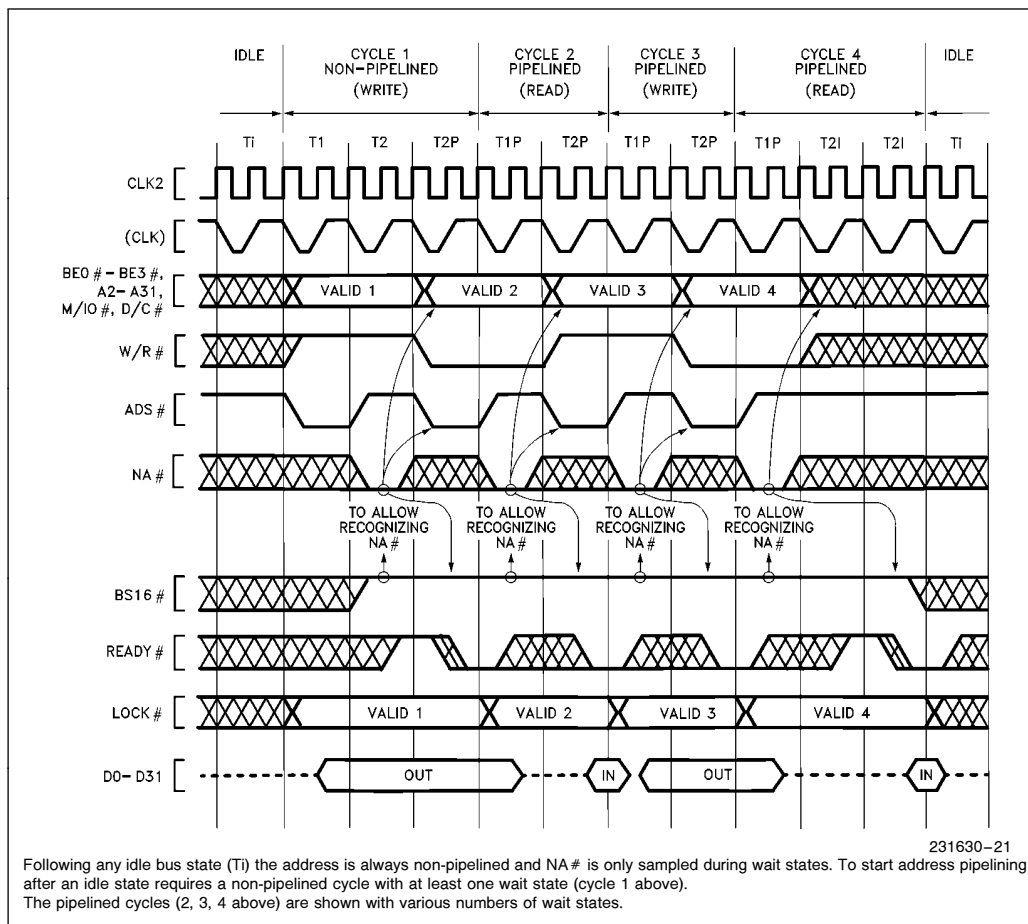 IDLE CYCLE 1 CYCLE 2 CYCLE 3 CYCLE 4 IDLE
NON-PIPELINED PIPELINED PIPELINED PIPELINED
(WRITE) (READ) (WRITE) (READ)
Ti T1 T2 T2P T1P T2P T1P T2P T1P T2I T2I Ti
CLK2
(CLK)
BE0 # - BE3 #,
A2- A31,
M/IO #, D/C #
VALID 1 VALID 2 VALID 3 VALID 4
W/R #
ADS #
NA #
TO ALLOW TO ALLOW TO ALLOW TO ALLOW
RECOGNIZING RECOGNIZING RECOGNIZING RECOGNIZING
NA # NA # NA # NA #
BS16 #
READY #
LOCK # VALID 1 VALID 2 VALID 3 VALID 4
D0- D31 OUT IN OUT IN
231630-21
Following any idle bus state (Ti) the address is always non-pipelined and NA# is only sampled during wait states. To start address pipelining
after an idle state requires a non-pipelined cycle with at least one wait state (cycle 1 above).
The pipelined cycles (2, 3, 4 above) are shown with various numbers of wait states.